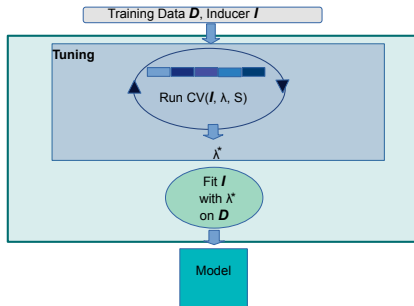 Training Data D, Inducer I
Tuning
Run CV(I, λ, S)
λ*
Fit I
with λ*
on D
Model